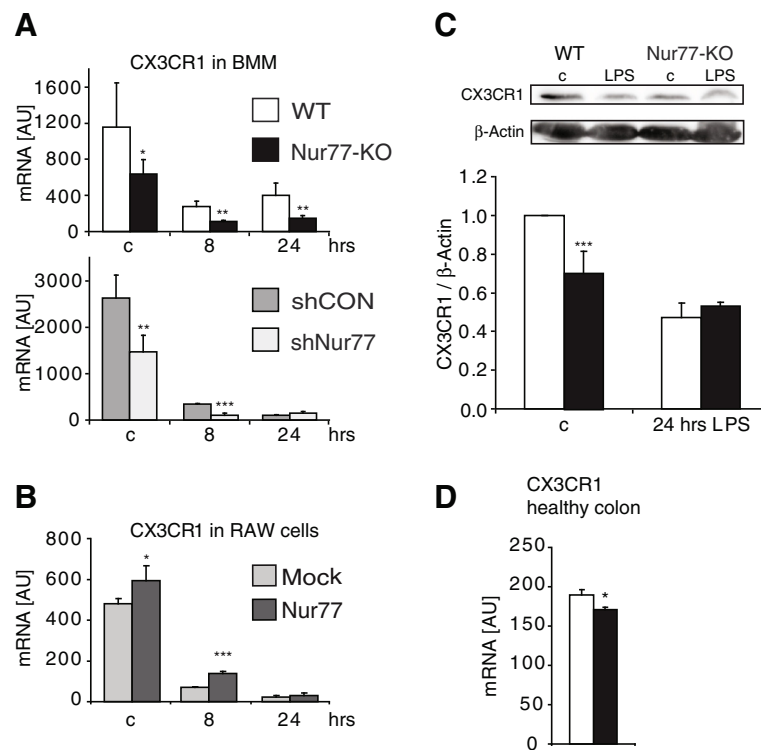 A
CX3CR1 in BMM
mRNA [AU]
1600
1200
800
400
0
WT
Nur77-KO
*
**
**
c 8 24 hrs
mRNA [AU]
3000
2000
1000
0
shCON
shNur77
**
***
c 8 24 hrs
B
CX3CR1 in RAW cells
mRNA [AU]
800
600
400
200
0
Mock
Nur77
*
***
c 8 24 hrs
C
WT Nur77-KO
c LPS c LPS
CX3CR1
β-Actin
CX3CR1 / β-Actin
1.2
1.0
0.8
0.6
0.4
0.2
0.0
***
c 24 hrs LPS
D
CX3CR1
healthy colon
mRNA [AU]
250
200
150
100
50
0
*